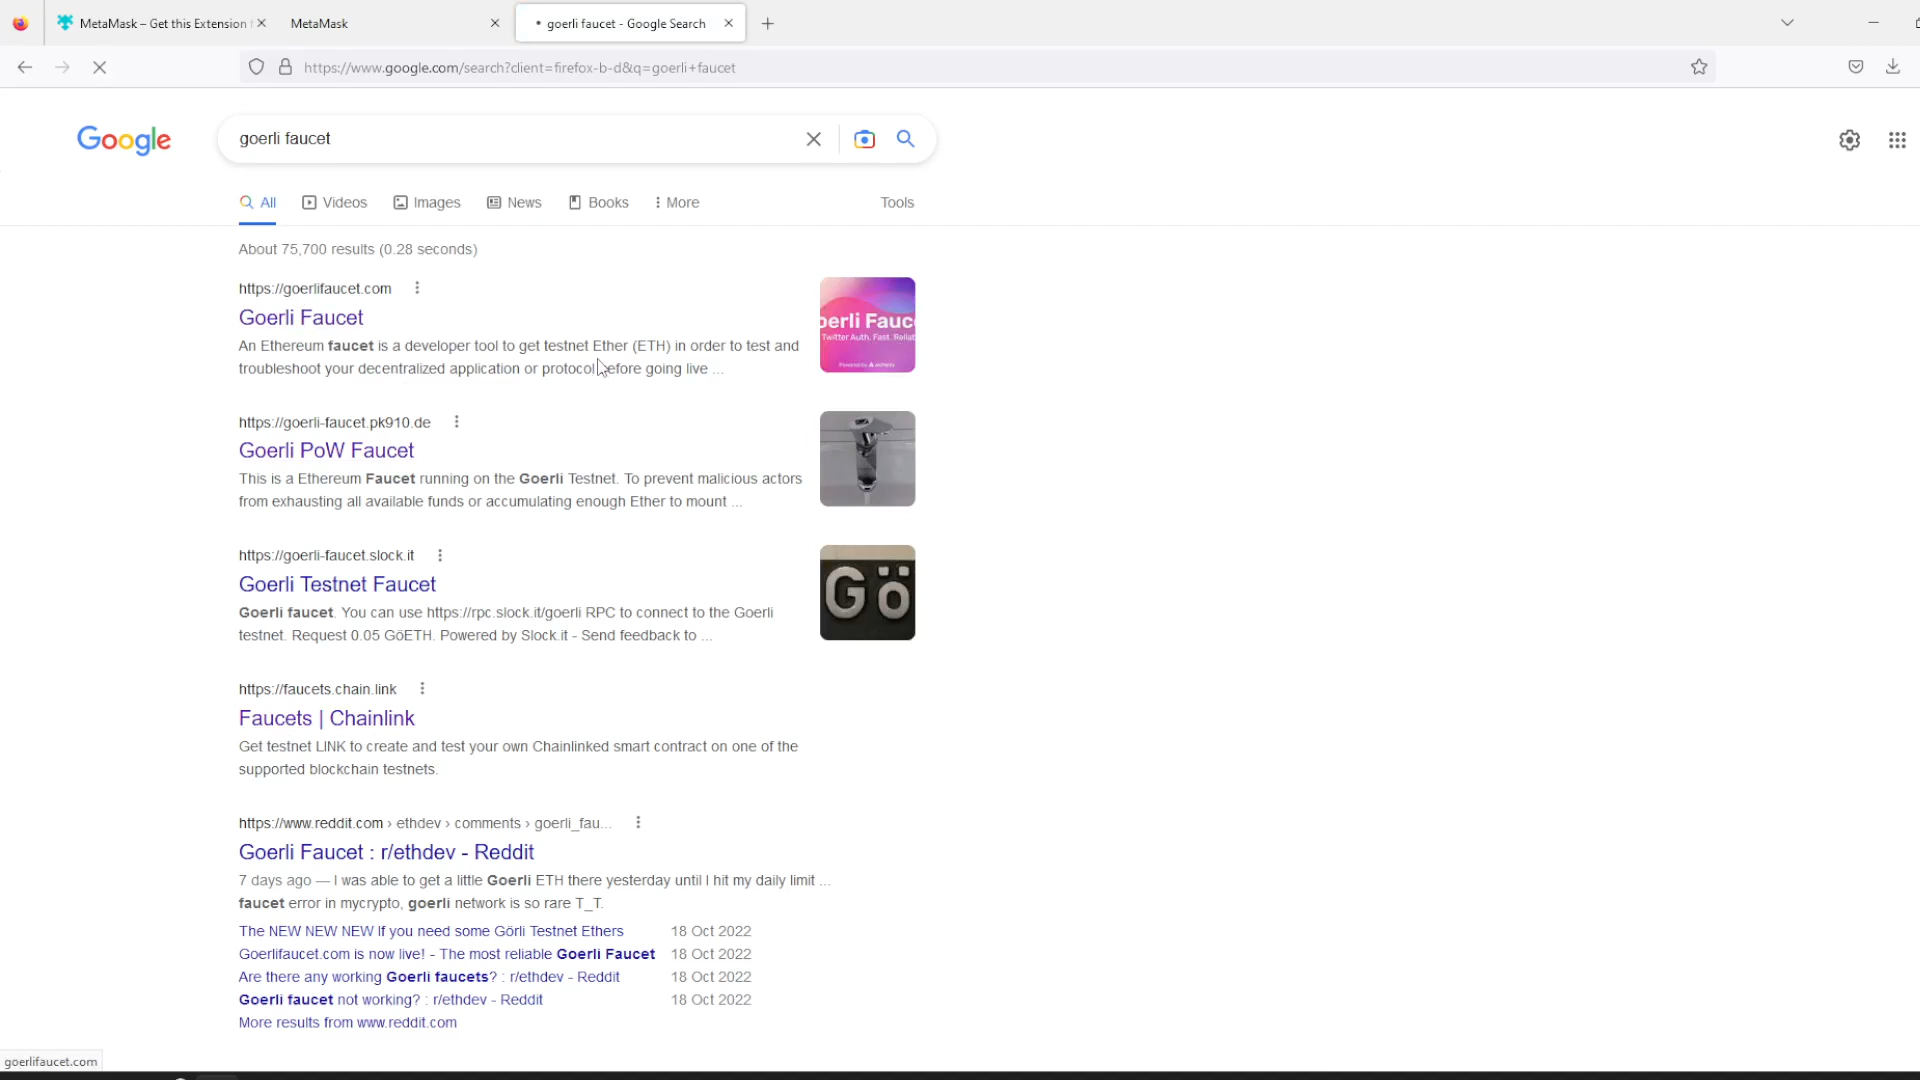 MetaMask – Get this Extension
MetaMask
goerli faucet - Google Search
https://www.google.com/search?client=firefox-b-d&q=goerli+faucet
Google
goerli faucet
All
Videos
Images
News
Books
More
Tools
About 75,700 results (0.28 seconds)
https://goerlifaucet.com
Goerli Faucet
An Ethereum faucet is a developer tool to get testnet Ether (ETH) in order to test and
troubleshoot your decentralized application or protocol before going live ...
oerli Fauc
Twitter Auth. Fast. Reliab
Powered by alchemy
https://goerli-faucet.pk910.de
Goerli PoW Faucet
This is a Ethereum Faucet running on the Goerli Testnet. To prevent malicious actors
from exhausting all available funds or accumulating enough Ether to mount ...
https://goerli-faucet.slock.it
Goerli Testnet Faucet
Goerli faucet. You can use https://rpc.slock.it/goerli RPC to connect to the Goerli
testnet. Request 0.05 GöETH. Powered by Slock.it - Send feedback to ...
Gö
https://faucets.chain.link
Faucets | Chainlink
Get testnet LINK to create and test your own Chainlinked smart contract on one of the
supported blockchain testnets.
https://www.reddit.com › ethdev › comments › goerli_fau...
Goerli Faucet : r/ethdev - Reddit
7 days ago — I was able to get a little Goerli ETH there yesterday until I hit my daily limit ...
faucet error in mycrypto, goerli network is so rare T_T.
The NEW NEW NEW If you need some Görli Testnet Ethers 18 Oct 2022
Goerlifaucet.com is now live! - The most reliable Goerli Faucet 18 Oct 2022
Are there any working Goerli faucets? : r/ethdev - Reddit 18 Oct 2022
Goerli faucet not working? : r/ethdev - Reddit 18 Oct 2022
More results from www.reddit.com
goerlifaucet.com